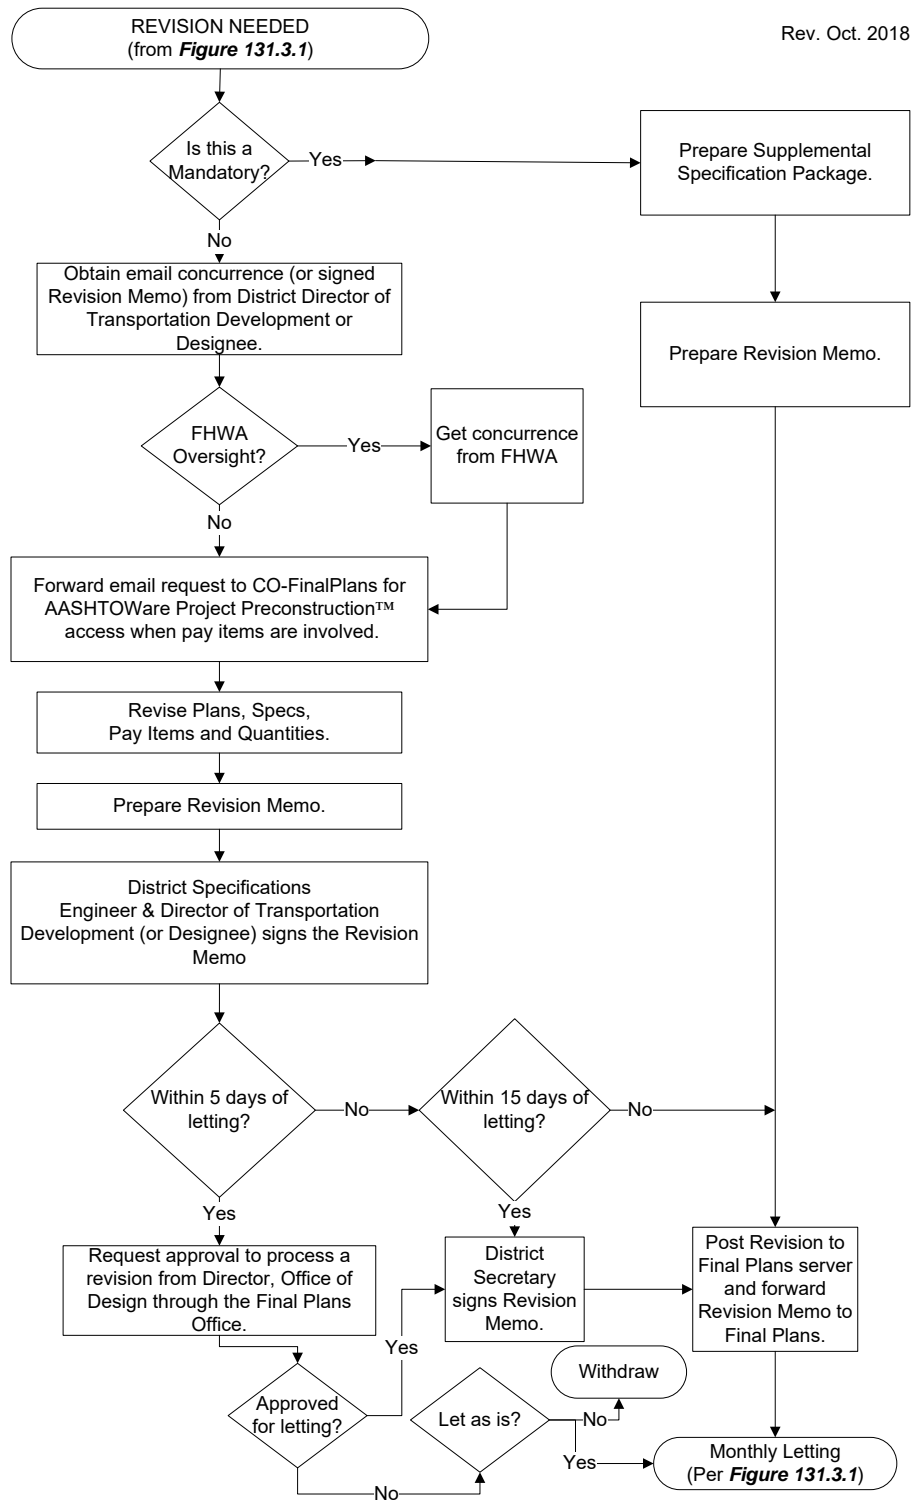 REVISION NEEDED
(from Figure 131.3.1)
Rev. Oct. 2018
Is this a
Mandatory?
Yes
Prepare Supplemental
Specification Package.
No
Obtain email concurrence (or signed
Revision Memo) from District Director of
Transportation Development or
Designee.
Prepare Revision Memo.
FHWA
Oversight?
Yes
Get concurrence
from FHWA
No
Forward email request to CO-FinalPlans for
AASHTOWare Project Preconstruction™
access when pay items are involved.
Revise Plans, Specs,
Pay Items and Quantities.
Prepare Revision Memo.
District Specifications
Engineer & Director of Transportation
Development (or Designee) signs the Revision
Memo
Within 5 days of
letting?
No
Within 15 days of
letting?
No
Yes
Yes
Request approval to process a
revision from Director, Office of
Design through the Final Plans
Office.
District
Secretary
signs Revision
Memo.
Post Revision to
Final Plans server
and forward
Revision Memo to
Final Plans.
Yes
Approved
for letting?
Let as is?
Withdraw
No
Yes
No
Monthly Letting
(Per Figure 131.3.1)